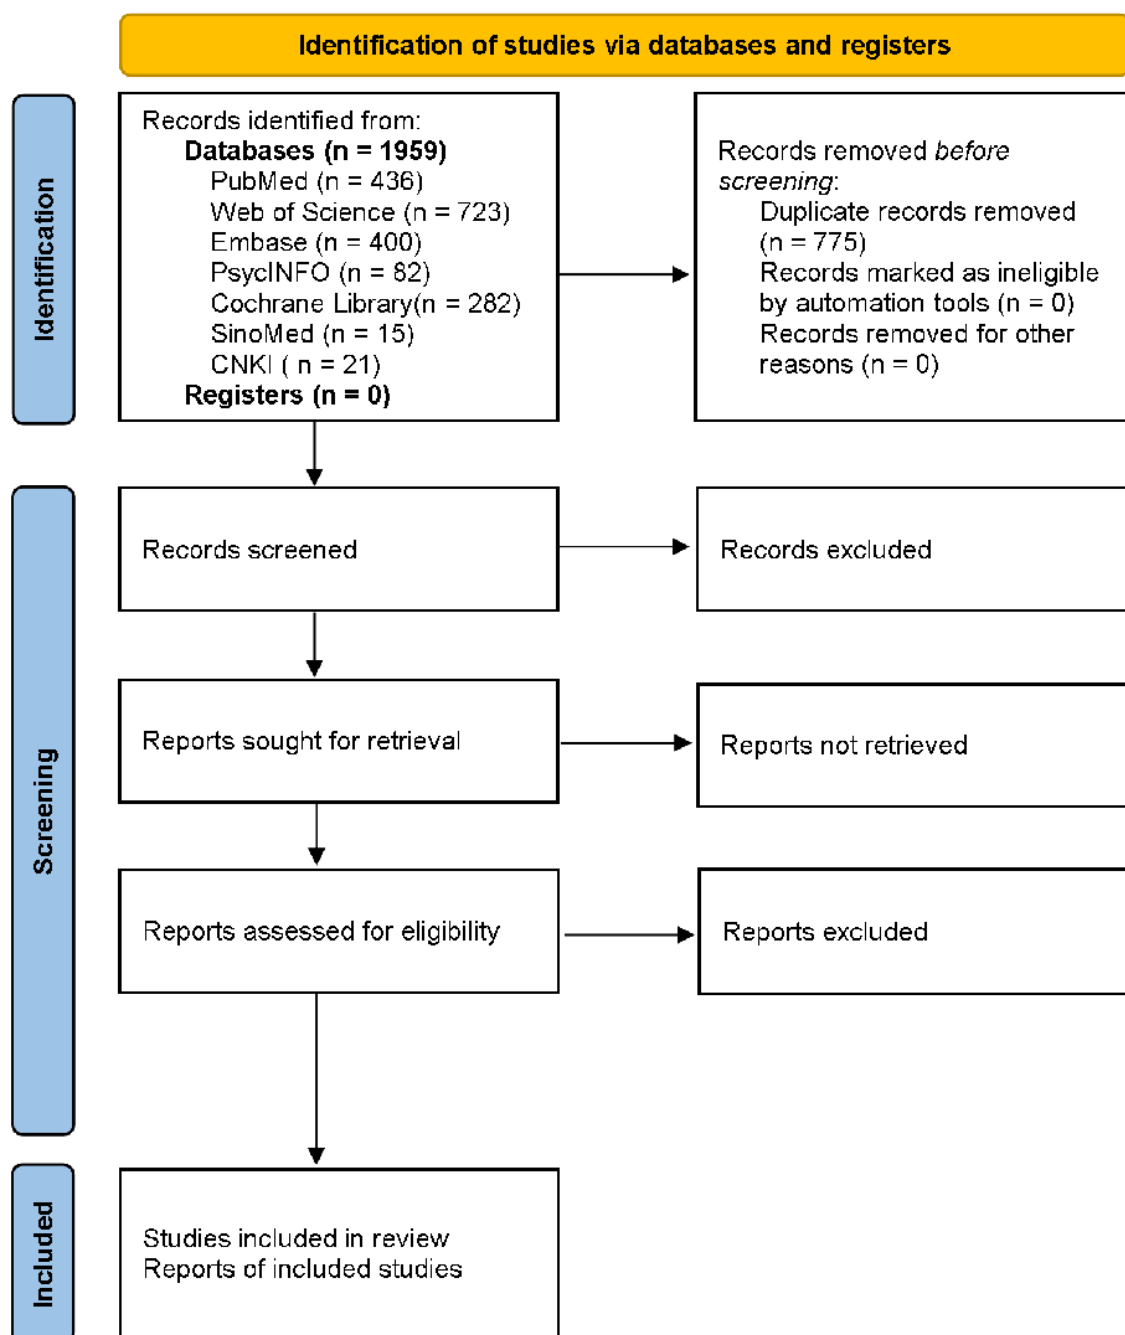 Identification of studies via databases and registers
Identification
Records identified from:
Databases (n = 1959)
PubMed (n = 436)
Web of Science (n = 723)
Embase (n = 400)
PsycINFO (n = 82)
Cochrane Library(n = 282)
SinoMed (n = 15)
CNKI ( n = 21)
Registers (n = 0)
Records removed before
screening:
Duplicate records removed
(n = 775)
Records marked as ineligible
by automation tools (n = 0)
Records removed for other
reasons (n = 0)
Screening
Records screened
Records excluded
Reports sought for retrieval
Reports not retrieved
Reports assessed for eligibility
Reports excluded
Included
Studies included in review
Reports of included studies